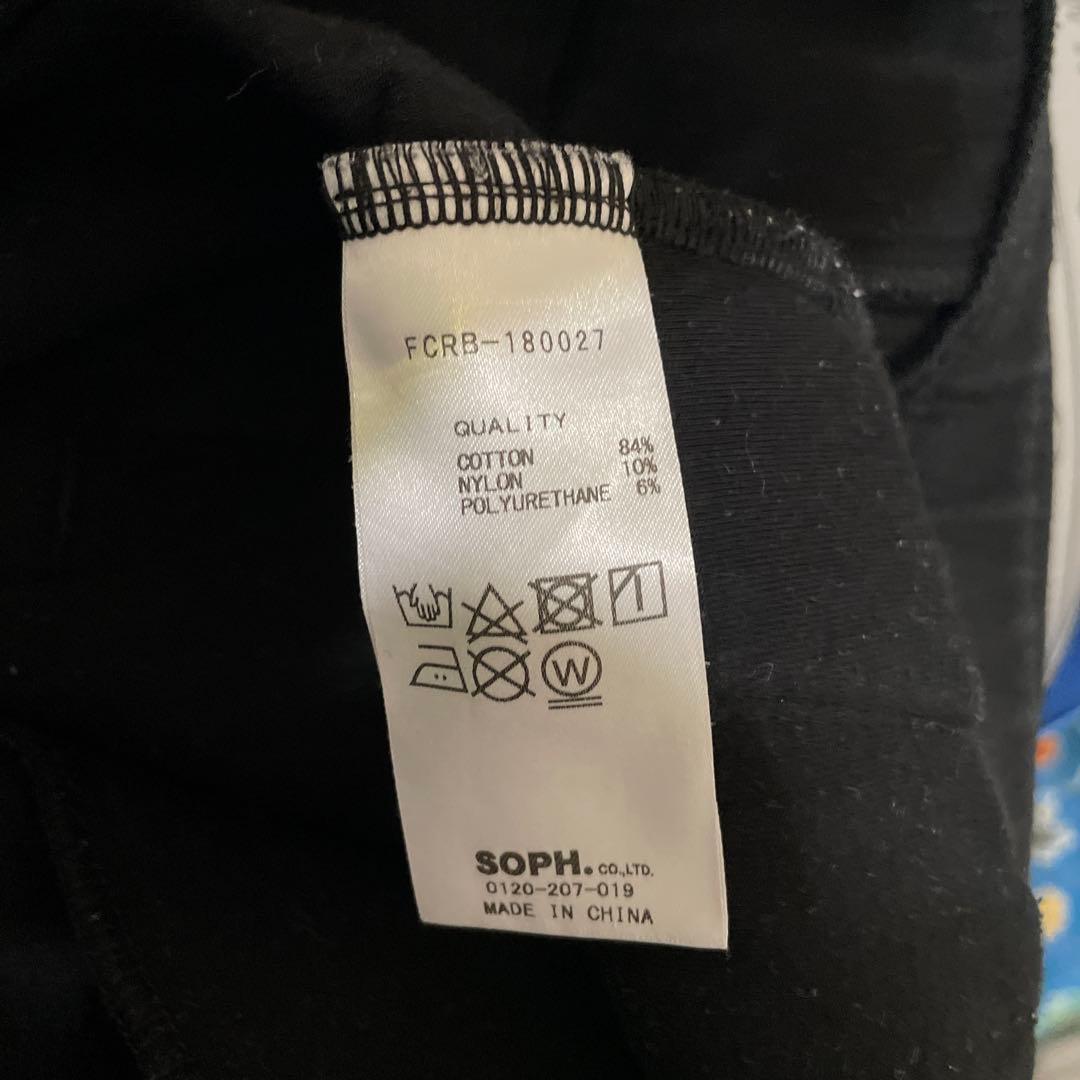 FCRB-180027
QUALITY
COTTON 84%
NYLON 10%
POLYURETHANE 6%
W
SOPH. CO.,LTD.
0120-207-019
MADE IN CHINA